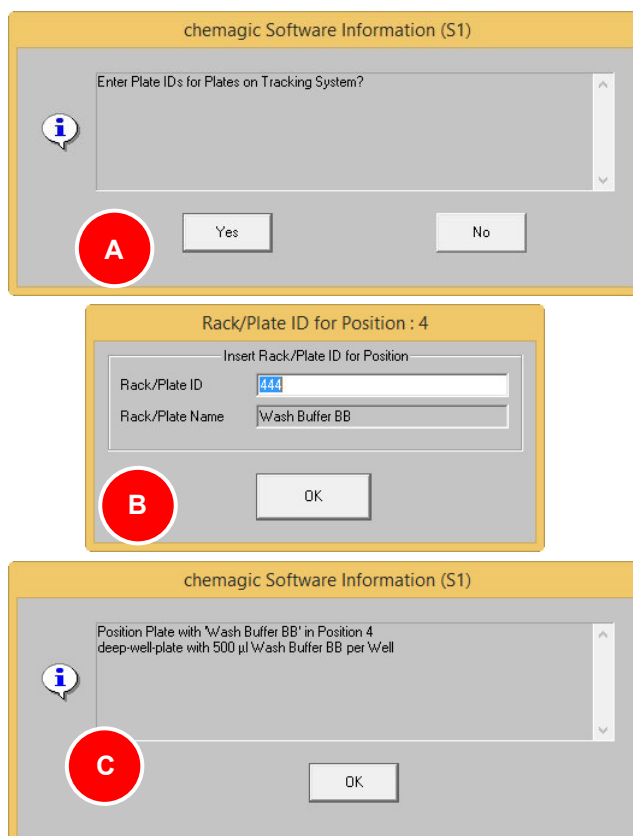 chemagic Software Information (S1)
Enter Plate IDs for Plates on Tracking System?
Yes
No
A
Rack/Plate ID for Position : 4
Insert Rack/Plate ID for Position
Rack/Plate ID
444
Rack/Plate Name
Wash Buffer BB
OK
B
chemagic Software Information (S1)
Position Plate with 'Wash Buffer BB' in Position 4
deep-well-plate with 500 µl Wash Buffer BB per Well
OK
C